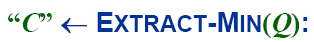 “C” ← EXTRACT-MIN(Q):